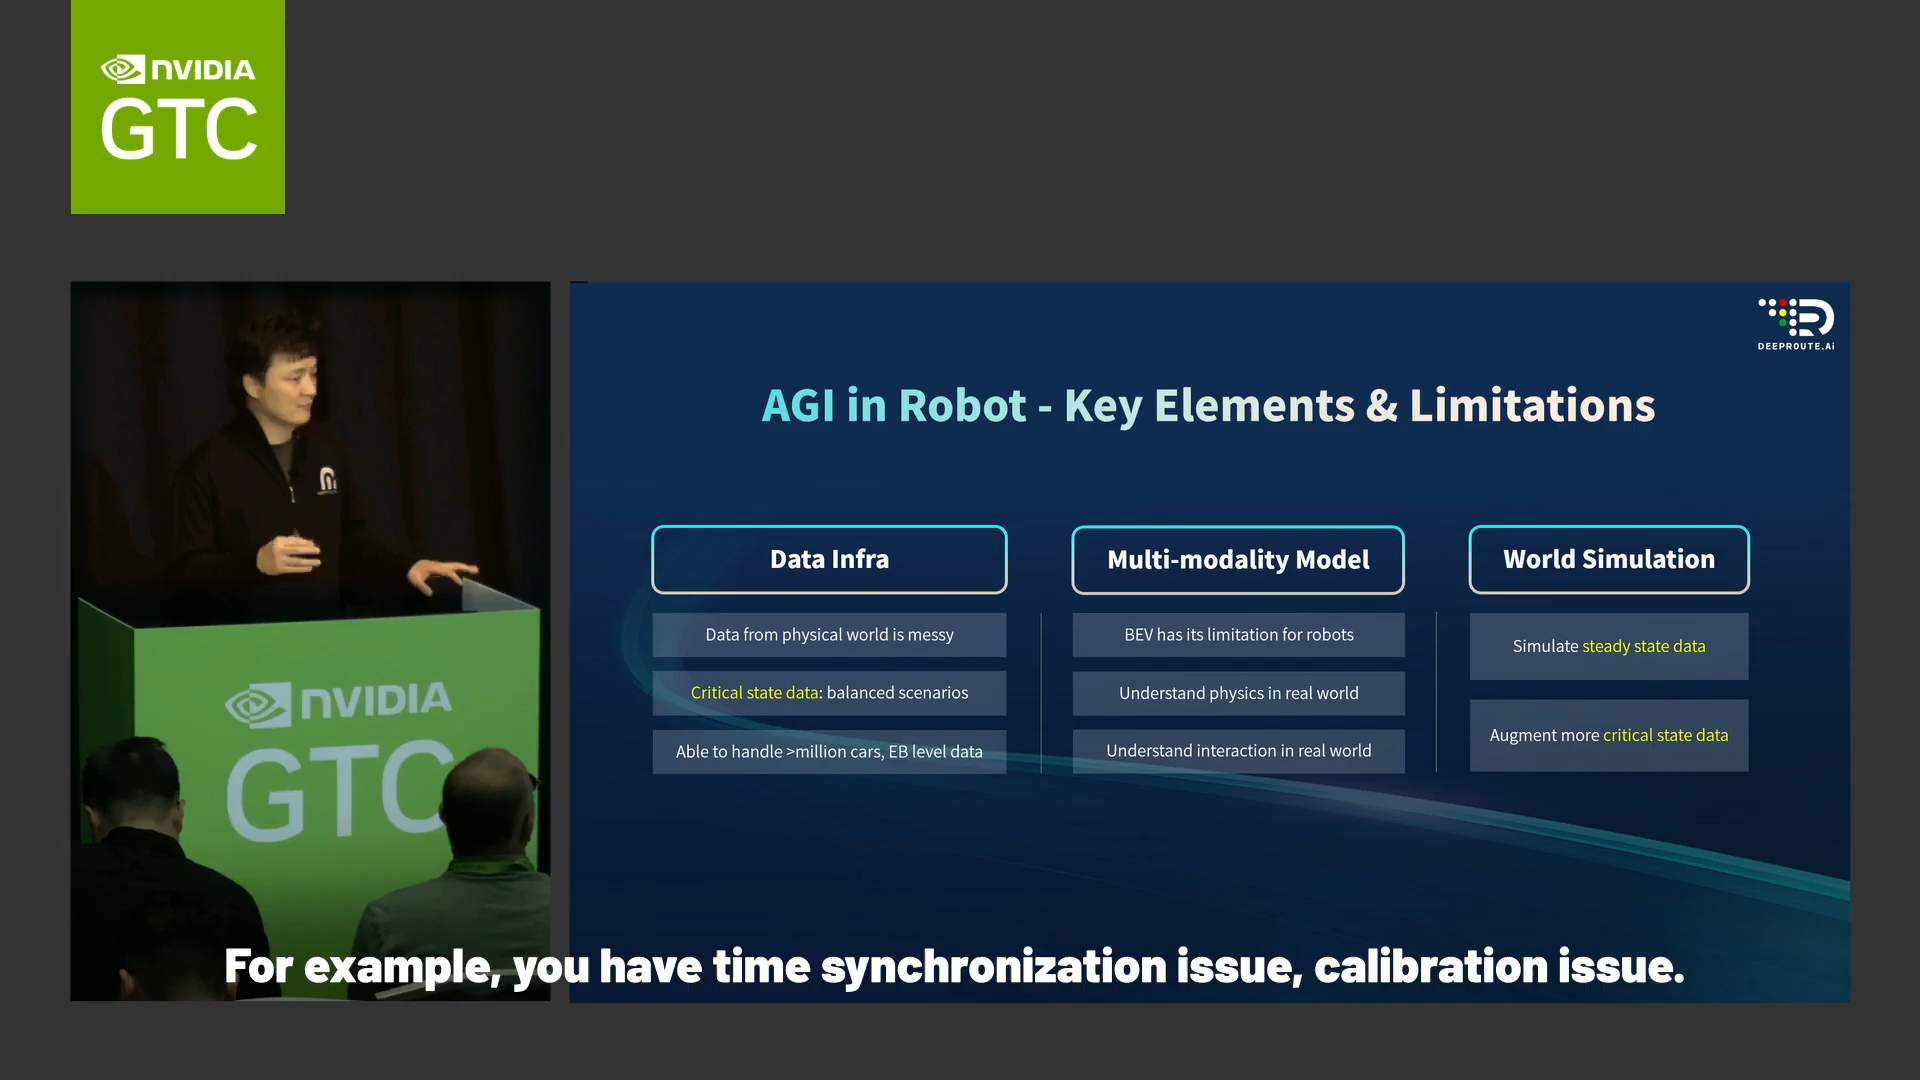 NVIDIA
GTC
DEEPROUTE.Ai
AGI in Robot - Key Elements & Limitations
Data Infra
Data from physical world is messy
Critical state data: balanced scenarios
Able to handle >million cars, EB level data
Multi-modality Model
BEV has its limitation for robots
Understand physics in real world
Understand interaction in real world
World Simulation
Simulate steady state data
Augment more critical state data
NVIDIA
GTC
For example, you have time synchronization issue, calibration issue.